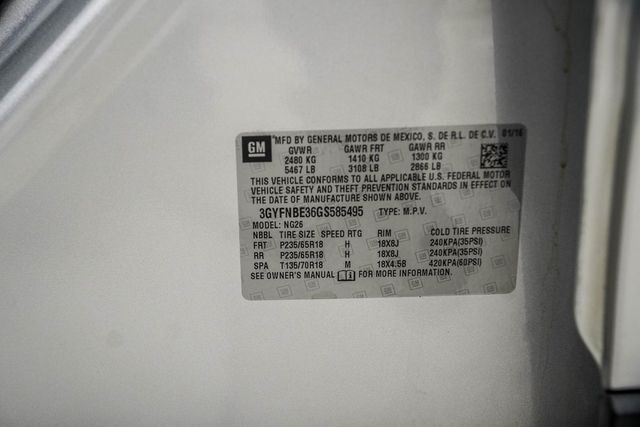 GM MFD BY GENERAL MOTORS DE MEXICO, S. DE R.L. DE C.V. 01/16
GVWR GAWR FRT GAWR RR
2480 KG 1410 KG 1300 KG
5467 LB 3108 LB 2866 LB
THIS VEHICLE CONFORMS TO ALL APPLICABLE U.S. FEDERAL MOTOR
VEHICLE SAFETY AND THEFT PREVENTION STANDARDS IN EFFECT ON
THE DATE OF MANUFACTURE SHOWN ABOVE.
3GYFNBE36GS585495 TYPE: M.P.V.
MODEL: NG26
NBBL TIRE SIZE SPEED RTG RIM COLD TIRE PRESSURE
FRT P235/65R18 H 18X8J 240KPA(35PSI)
RR P235/65R18 H 18X8J 240KPA(35PSI)
SPA T135/70R18 M 18X4.5B 420KPA(60PSI)
SEE OWNER'S MANUAL FOR MORE INFORMATION.